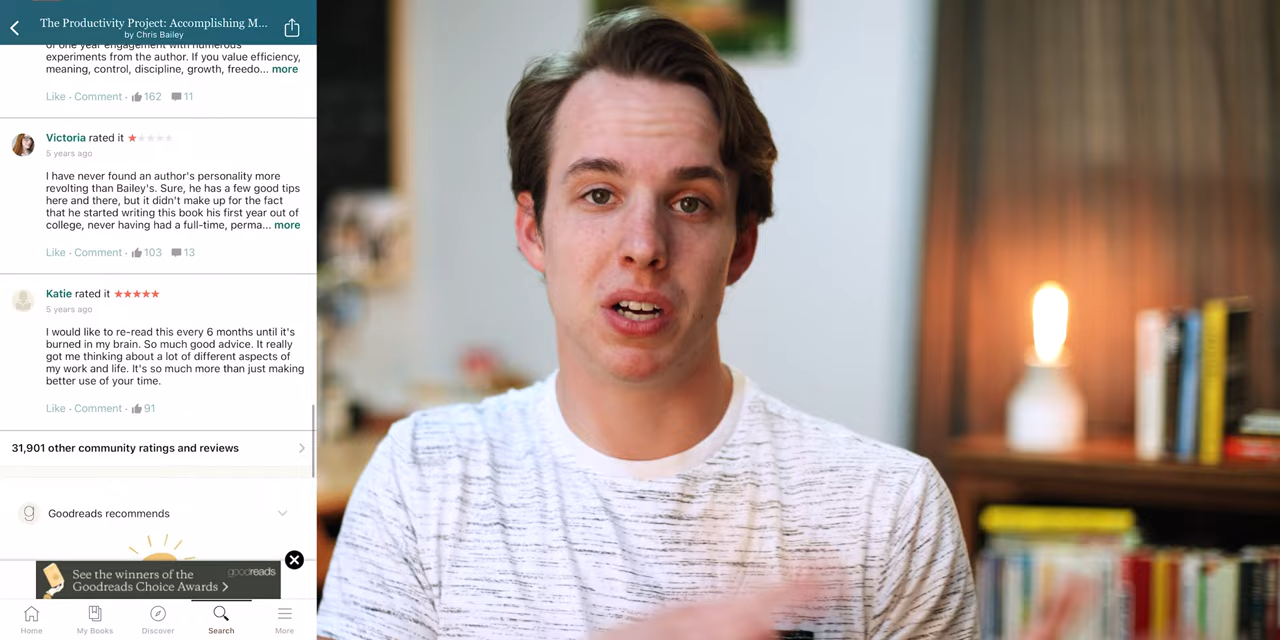 The Productivity Project: Accomplishing M...
by Chris Bailey
of one year engagement with numerous
experiments from the author. If you value efficiency,
meaning, control, discipline, growth, freedo... more
Like · Comment · 162 11
Victoria rated it
5 years ago
I have never found an author's personality more
revolting than Bailey's. Sure, he has a few good tips
here and there, but it didn't make up for the fact
that he started writing this book his first year out of
college, never having had a full-time, perma... more
Like · Comment · 103 13
Katie rated it
5 years ago
I would like to re-read this every 6 months until it's
burned in my brain. So much good advice. It really
got me thinking about a lot of different aspects of
my work and life. It's so much more than just making
better use of your time.
Like · Comment · 91
31,901 other community ratings and reviews
g Goodreads recommends
See the winners of the
Goodreads Choice Awards >
goodreads
Home My Books Discover Search More